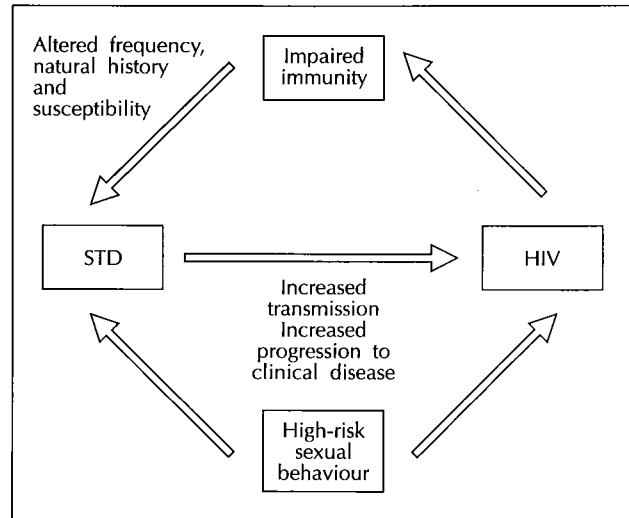 Altered frequency,
natural history
and
susceptibility
Impaired
immunity
STD
HIV
Increased
transmission
Increased
progression to
clinical disease
High-risk
sexual
behaviour